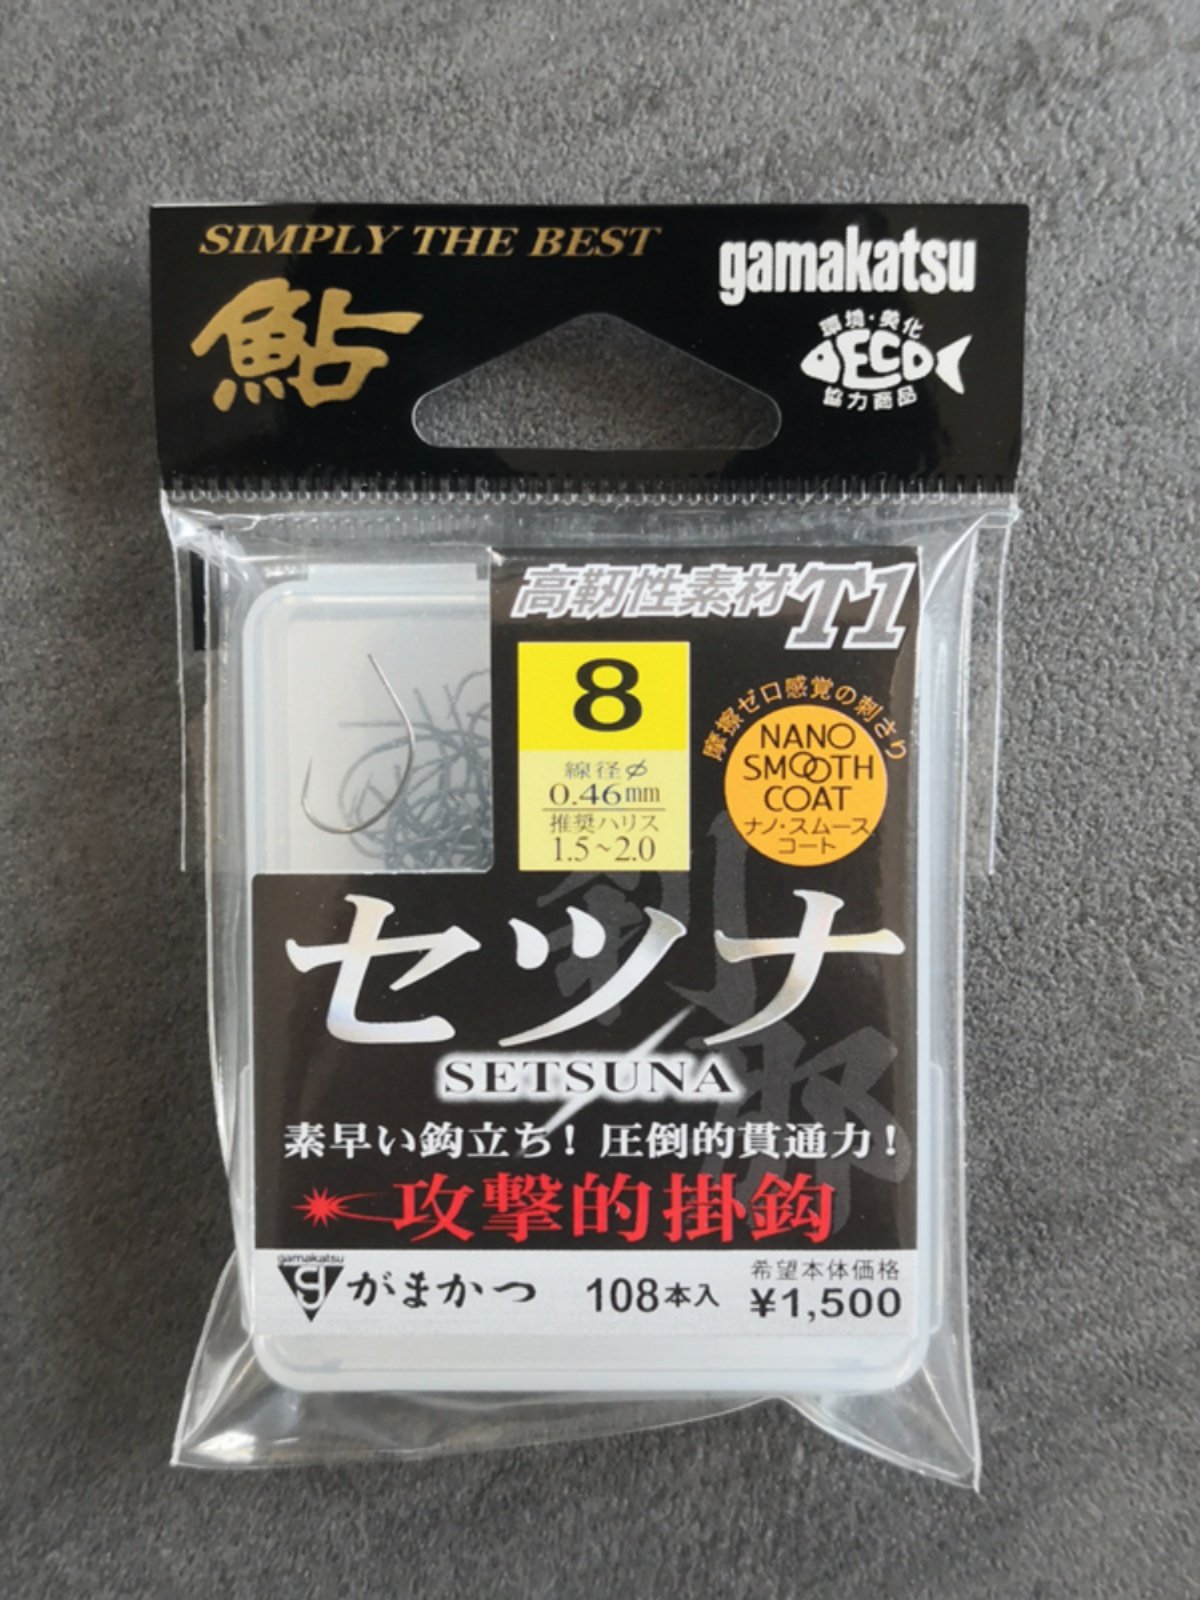 SIMPLY THE BEST
鮎
gamakatsu
環境・美化
ECO
協力商品
高靱性素材T1
8
線径φ
0.46mm
推奨ハリス
1.5~2.0
摩擦ゼロ感覚の刺さり
NANO
SMOOTH
COAT
ナノ・スムース
コート
刹那
セツナ
SETSUNA
素早い鈎立ち!圧倒的貫通力!
攻撃的掛鈎
gamakatsu
g
がまかつ
108本入
希望本体価格
¥1,500